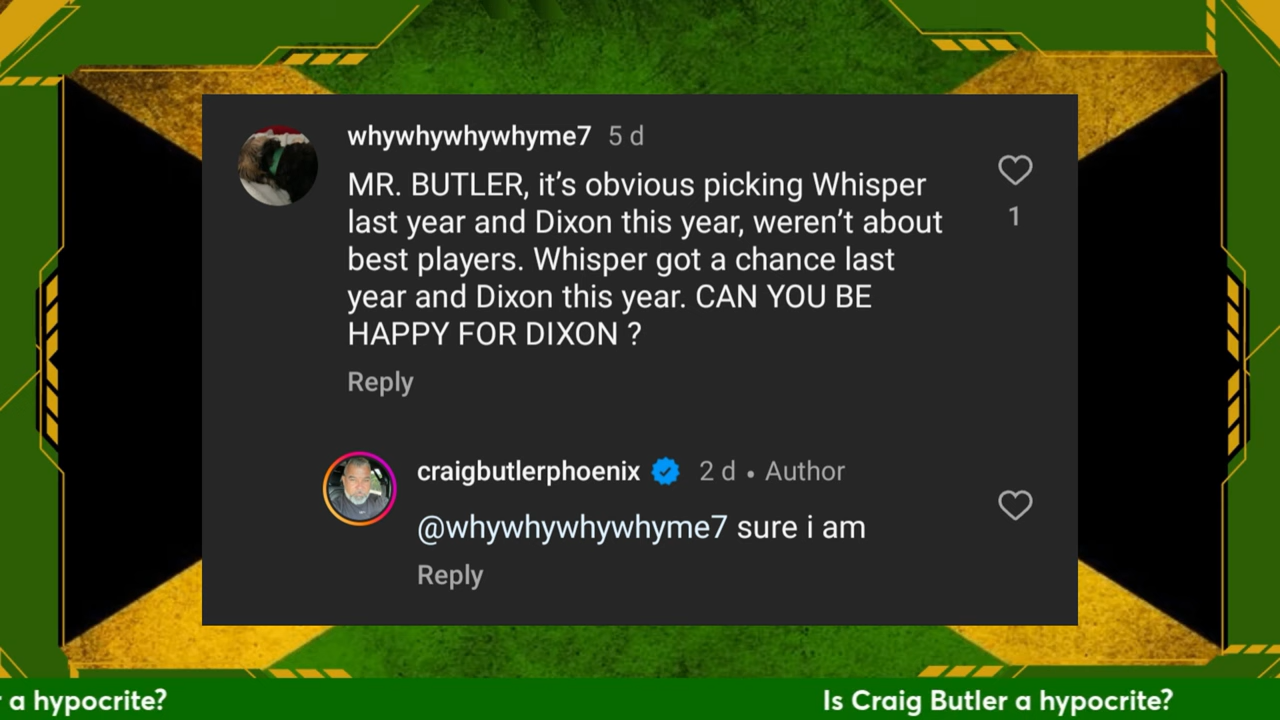 whywhywhywhyme7 5 d
MR. BUTLER, it’s obvious picking Whisper
last year and Dixon this year, weren’t about
best players. Whisper got a chance last
year and Dixon this year. CAN YOU BE
HAPPY FOR DIXON ?
1
Reply
craigbutlerphoenix 2 d • Author
@whywhywhywhyme7 sure i am
Reply
a hypocrite? Is Craig Butler a hypocrite?